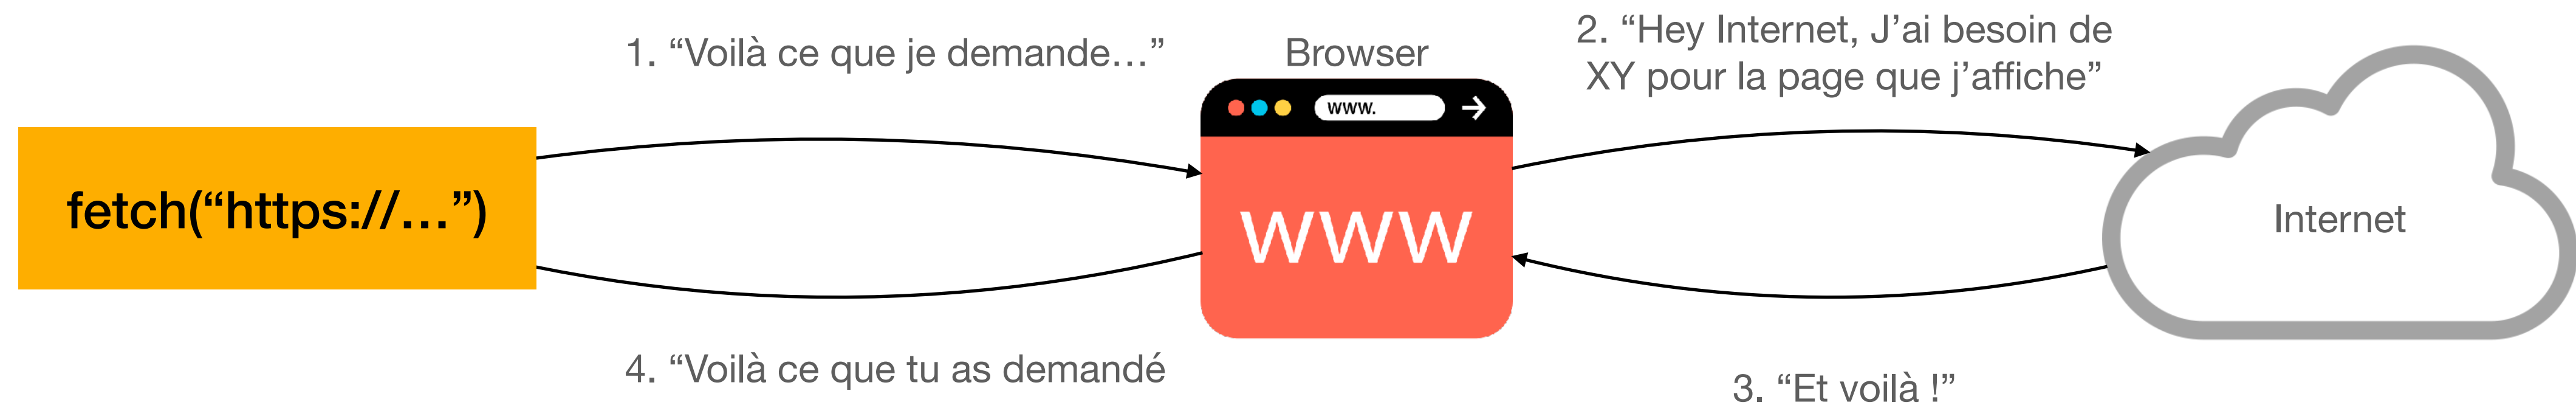 1. “Voilà ce que je demande…”
Browser
2. “Hey Internet, J’ai besoin de
XY pour la page que j’affiche”
www.
fetch(“https://…”)
www
Internet
4. “Voilà ce que tu as demandé
3. “Et voilà !”